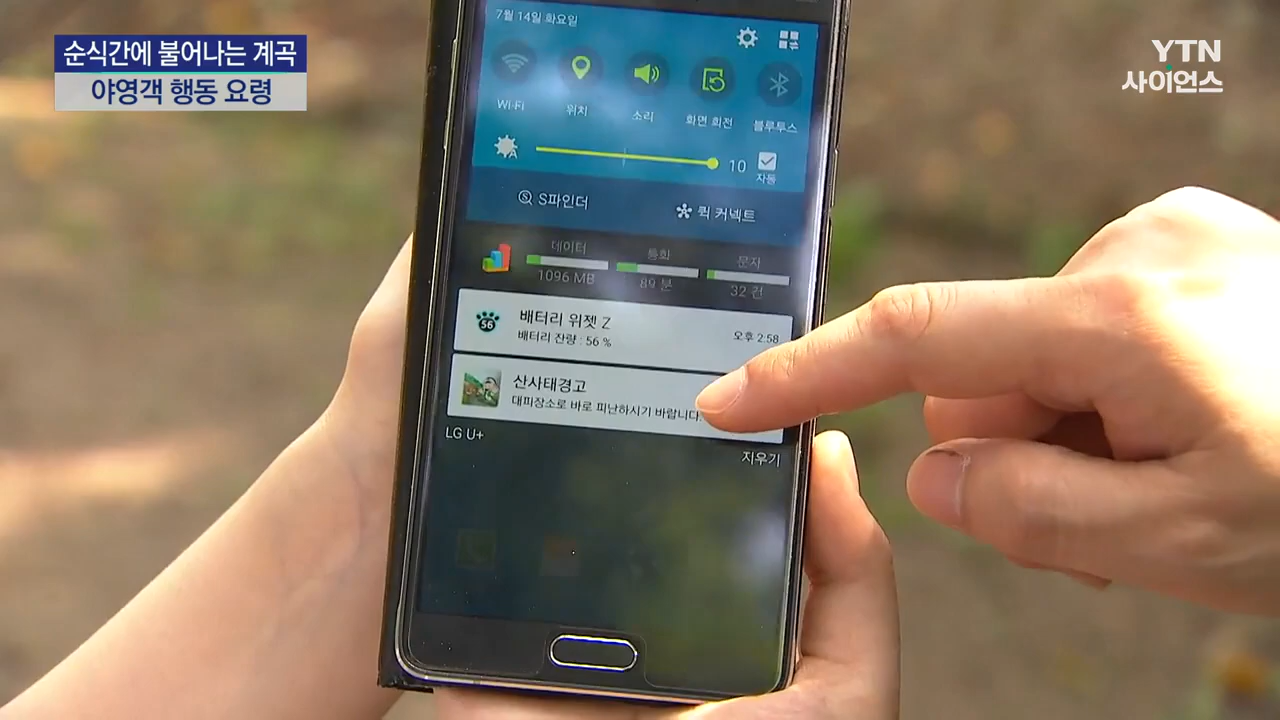 순식간에 불어나는 계곡
야영객 행동 요령
YTN
사이언스
7월 14일 화요일
Wi-Fi
위치
소리
화면 회전
블루투스
10
자동
S파인더
퀵 커넥트
데이터
통화
문자
1096 MB
89 분
32 건
56
배터리 위젯 Z
배터리 잔량 : 56 %
오후 2:58
산사태경고
대피장소로 바로 피난하시기 바랍니다.
LG U+
지우기